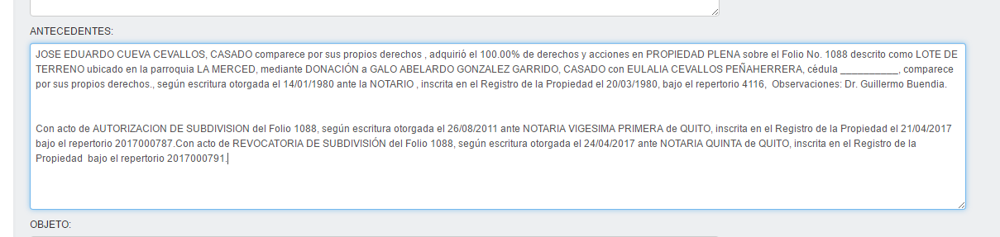 ANTECEDENTES:
JOSE EDUARDO CUEVA CEVALLOS, CASADO comparece por sus propios derechos , adquirió el 100.00% de derechos y acciones en PROPIEDAD PLENA sobre el Folio No. 1088 descrito como LOTE DE
TERRENO ubicado en la parroquia LA MERCED, mediante DONACIÓN a GALO ABELARDO GONZALEZ GARRIDO, CASADO con EULALIA CEVALLOS PEÑAHERRERA, cédula __________, comparece
por sus propios derechos., según escritura otorgada el 14/01/1980 ante la NOTARIO , inscrita en el Registro de la Propiedad el 20/03/1980, bajo el repertorio 4116,  Observaciones: Dr. Guillermo Buendia.
Con acto de AUTORIZACION DE SUBDIVISION del Folio 1088, según escritura otorgada el 26/08/2011 ante NOTARIA VIGESIMA PRIMERA de QUITO, inscrita en el Registro de la Propiedad el 21/04/2017
bajo el repertorio 2017000787.Con acto de REVOCATORIA DE SUBDIVISIÓN del Folio 1088, según escritura otorgada el 24/04/2017 ante NOTARIA QUINTA de QUITO, inscrita en el Registro de la
Propiedad  bajo el repertorio 2017000791.
OBJETO: